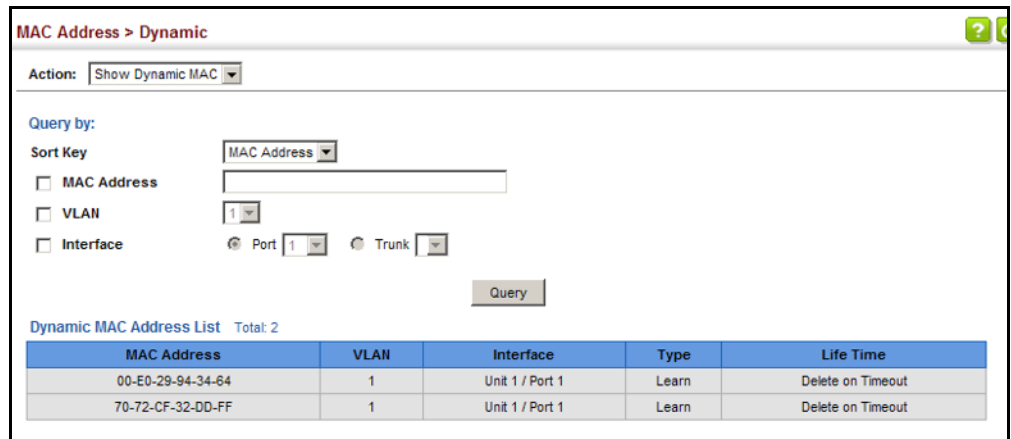 MAC Address > Dynamic
?
Action: Show Dynamic MAC
Query by:
Sort Key MAC Address
MAC Address
VLAN 1
Interface Port 1 Trunk
Query
Dynamic MAC Address List Total: 2
MAC Address VLAN Interface Type Life Time
00-E0-29-94-34-64 1 Unit 1 / Port 1 Learn Delete on Timeout
70-72-CF-32-DD-FF 1 Unit 1 / Port 1 Learn Delete on Timeout